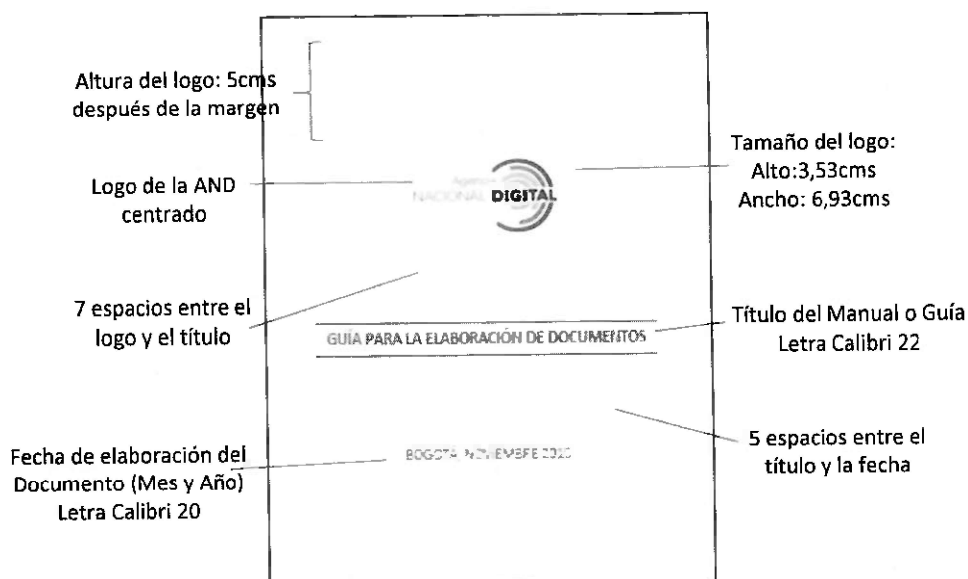 Altura del logo: 5cms
después de la margen
Logo de la AND
centrado
Agencia
NACIONAL DIGITAL
Tamaño del logo:
Alto:3,53cms
Ancho: 6,93cms
7 espacios entre el
logo y el título
GUÍA PARA LA ELABORACIÓN DE DOCUMENTOS
Título del Manual o Guía
Letra Calibri 22
Fecha de elaboración del
Documento (Mes y Año)
Letra Calibri 20
BOGOTÁ, NOVIEMBRE
5 espacios entre el
título y la fecha